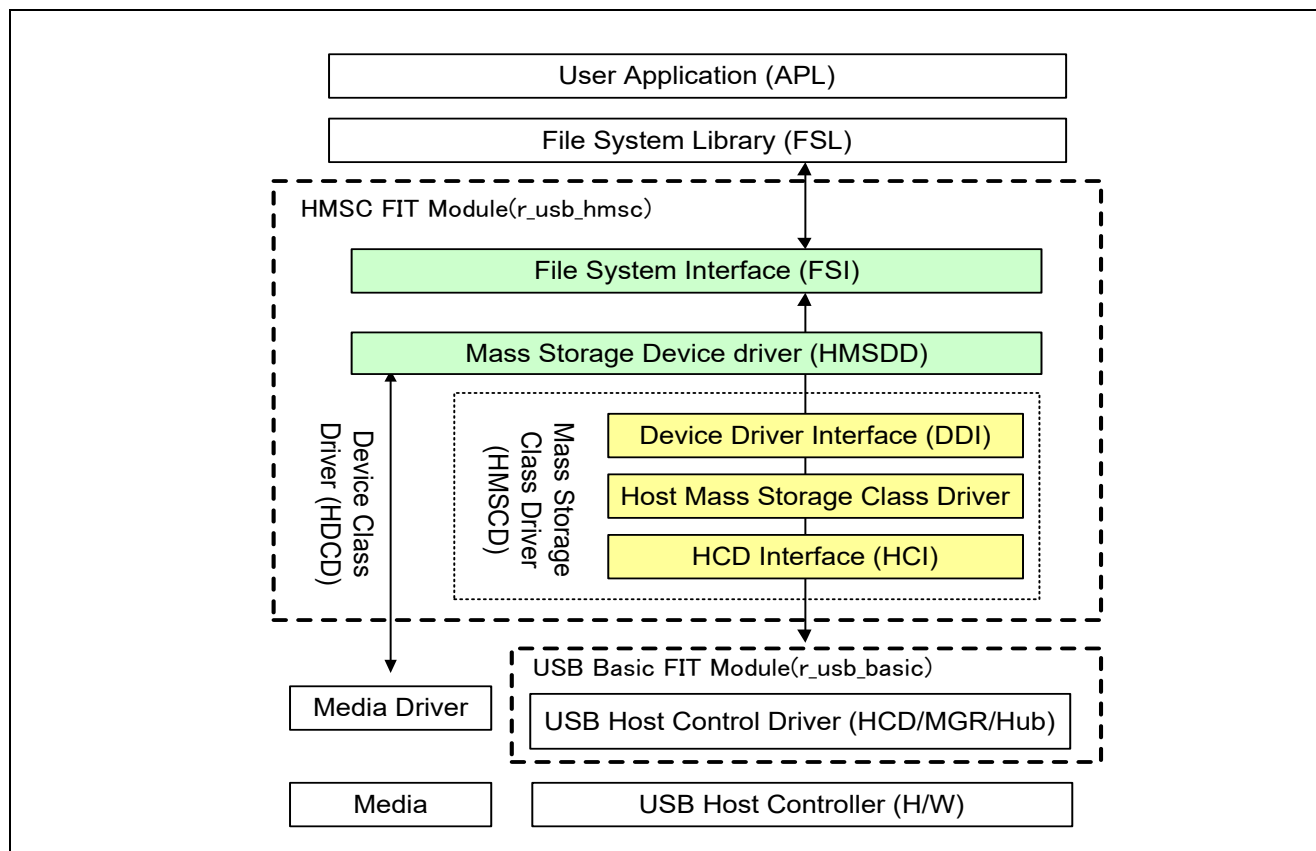 User Application (APL)
File System Library (FSL)
HMSC FIT Module(r_usb_hmsc)
File System Interface (FSI)
Mass Storage Device driver (HMSDD)
Device Class
Driver (HDCD)
Mass Storage
Class Driver
(HMSCD)
Device Driver Interface (DDI)
Host Mass Storage Class Driver
HCD Interface (HCI)
USB Basic FIT Module(r_usb_basic)
Media Driver
USB Host Control Driver (HCD/MGR/Hub)
Media
USB Host Controller (H/W)